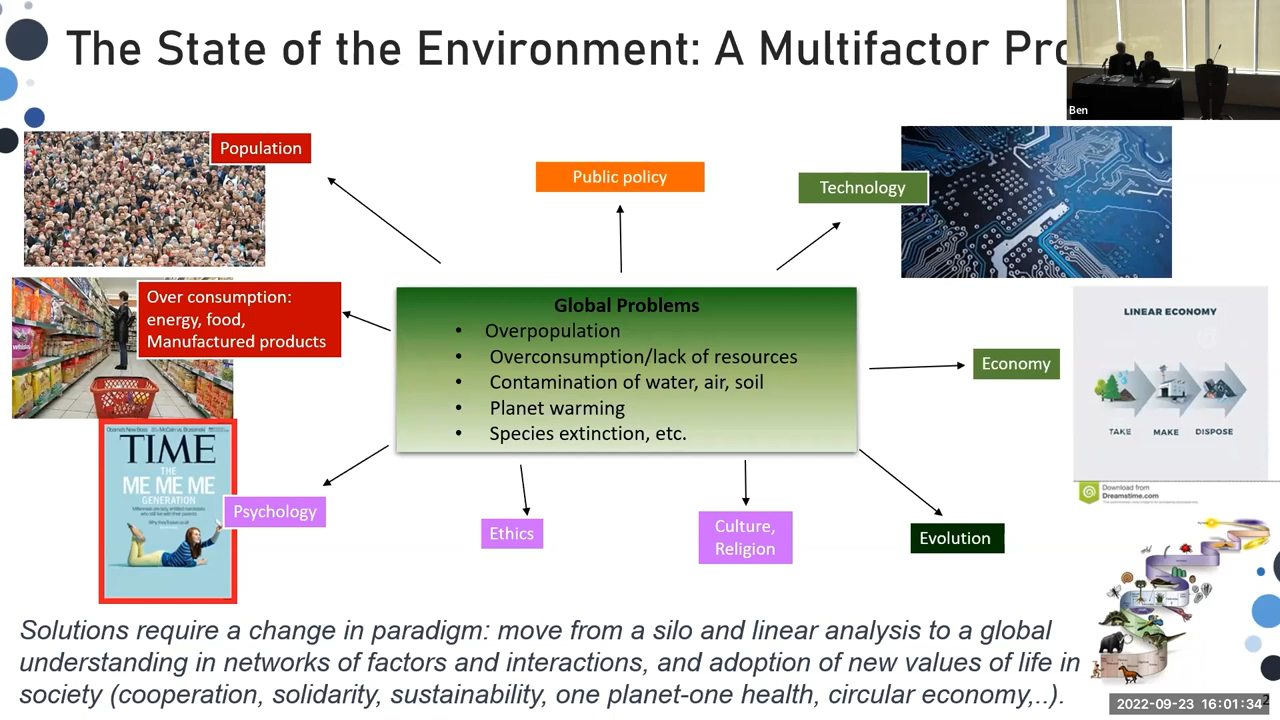 The State of the Environment: A Multifactor Pro
Ben
Population
Public policy
Technology
Over consumption:
energy, food,
Manufactured products
Global Problems
• Overpopulation
• Overconsumption/lack of resources
• Contamination of water, air, soil
• Planet warming
• Species extinction, etc.
Economy
LINEAR ECONOMY
TAKE MAKE DISPOSE
Download from
Dreamstime.com
TIME
THE
ME ME ME
GENERATION
Psychology
Ethics
Culture,
Religion
Evolution
Solutions require a change in paradigm: move from a silo and linear analysis to a global
understanding in networks of factors and interactions, and adoption of new values of life in
society (cooperation, solidarity, sustainability, one planet-one health, circular economy,..).
2022-09-23 16:01:34
2